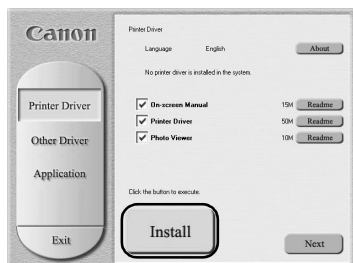 Canon
Printer Driver
Language English About
No printer driver is installed in the system.
On-screen Manual 15M Readme
Printer Driver 50M Readme
Photo Viewer 10M Readme
Printer Driver
Other Driver
Application
Exit
Click the button to execute.
Install
Next